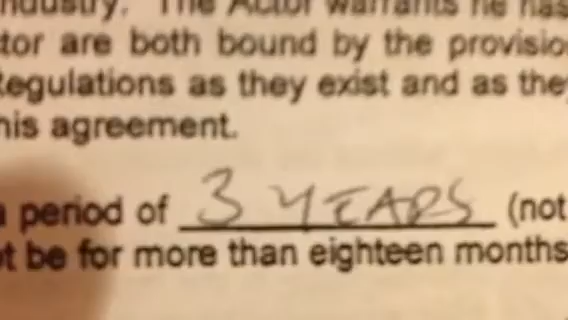 ndustry. The Actor warrants he has
tor are both bound by the provisio
Regulations as they exist and as the
his agreement.
a period of 3 YEARS (not
ot be for more than eighteen months